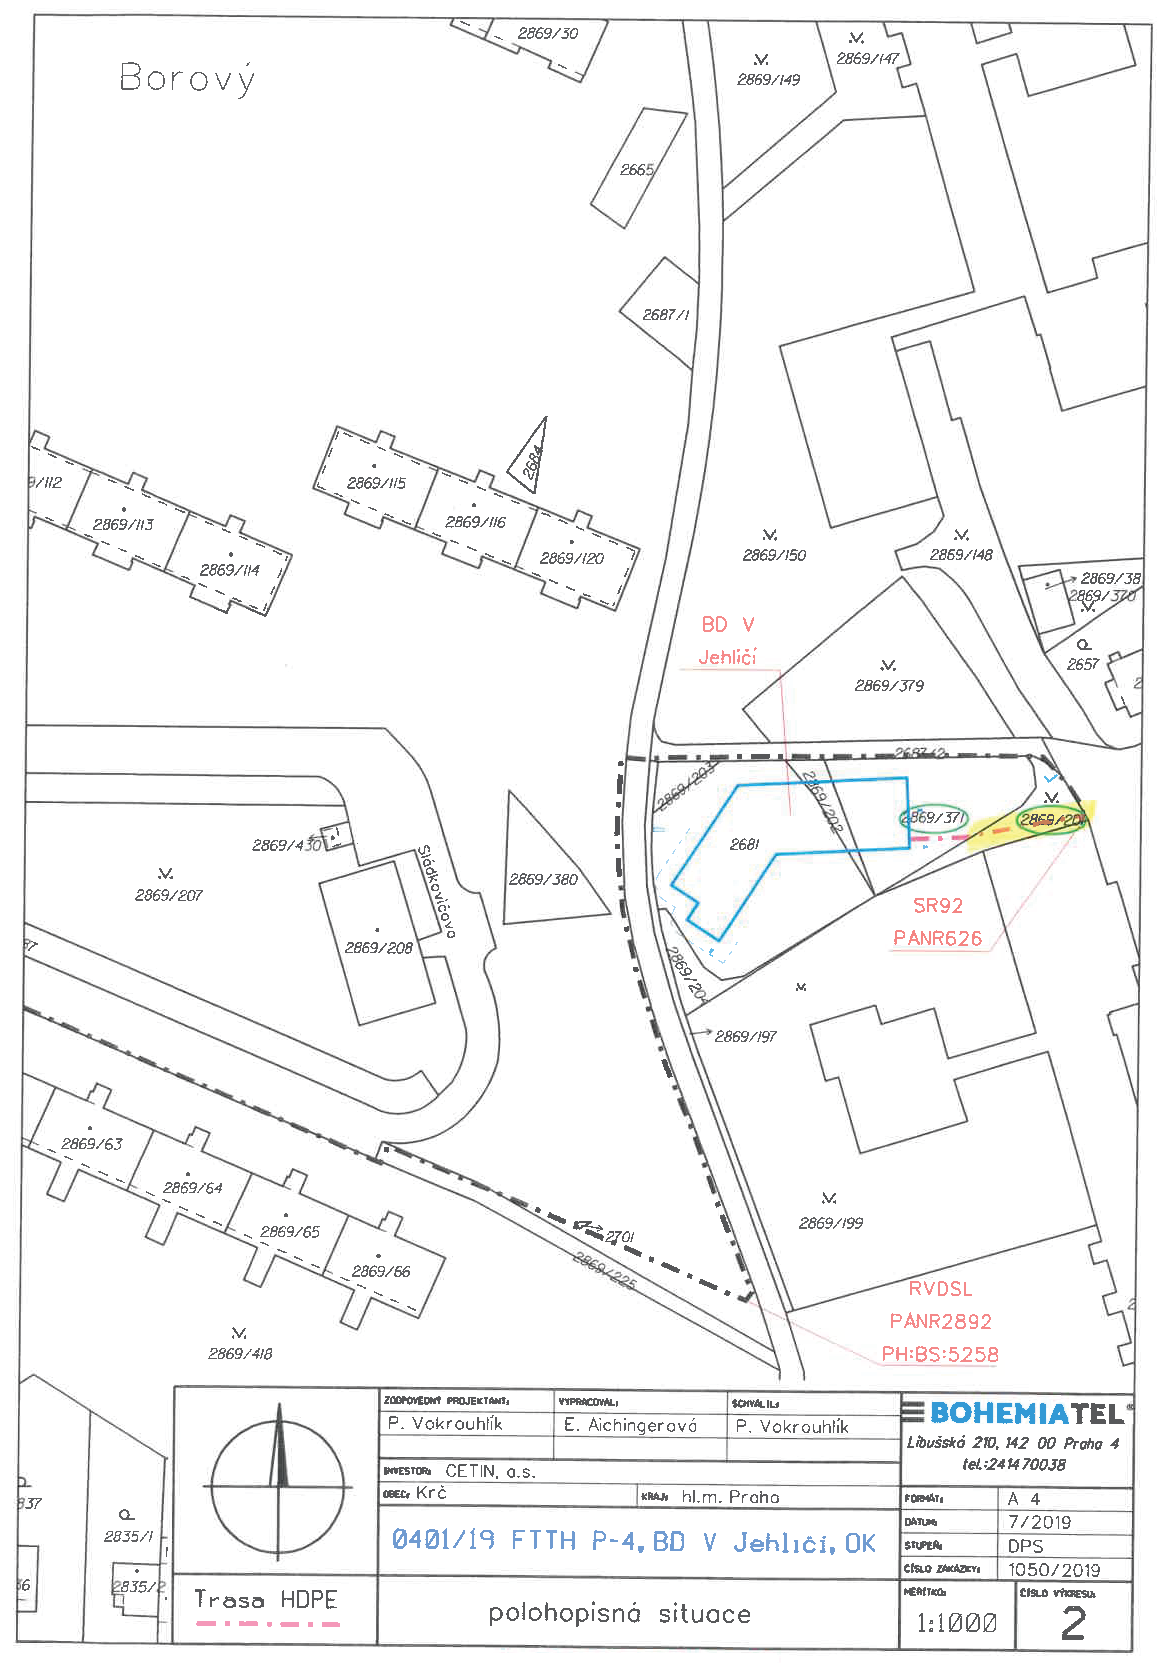 2869/30
Borový
.V.
2869/149
.V.
2869/147
2665
2687/1
2684
9/112
2869/113
2869/114
2869/115
2869/116
2869/120
.V.
2869/150
.V.
2869/148
2869/38
2869/370
.V.
2657
BD V
Jehličí
.V.
2869/379
2687/2
2869/203
2869/202
2869/371
.V.
2681
2869/430
Sládkovičova
.V.
2869/207
2869/380
2869/208
SR92
PANR626
2869/204
2869/197
2869/63
2869/64
2869/65
2869/66
2701
2869/225
.V.
2869/199
.V.
2869/418
RVDSL
PANR2892
PH:BS:5258
2835/1
2835/2
ZODPOVĚDNÝ PROJEKTANT:
VYPRACOVAL:
SCHVÁLIL:
P. Vokrouhlík
E. Aichingerová
P. Vokrouhlík
INVESTOR: CETIN, a.s.
OBEC: Krč
KRAJ: hl.m. Praha
0401/19 FTTH P-4, BD V Jehličí, OK
BOHEMIATEL®
Libušská 210, 142 00 Praha 4
tel.:241470038
FORMÁT: A 4
DATUM: 7/2019
STUPEŇ: DPS
ČÍSLO ZAKÁZKY: 1050/2019
Trasa HDPE
polohopisná situace
MĚŘÍTKO:
1:1000
ČÍSLO VÝKRESU:
2